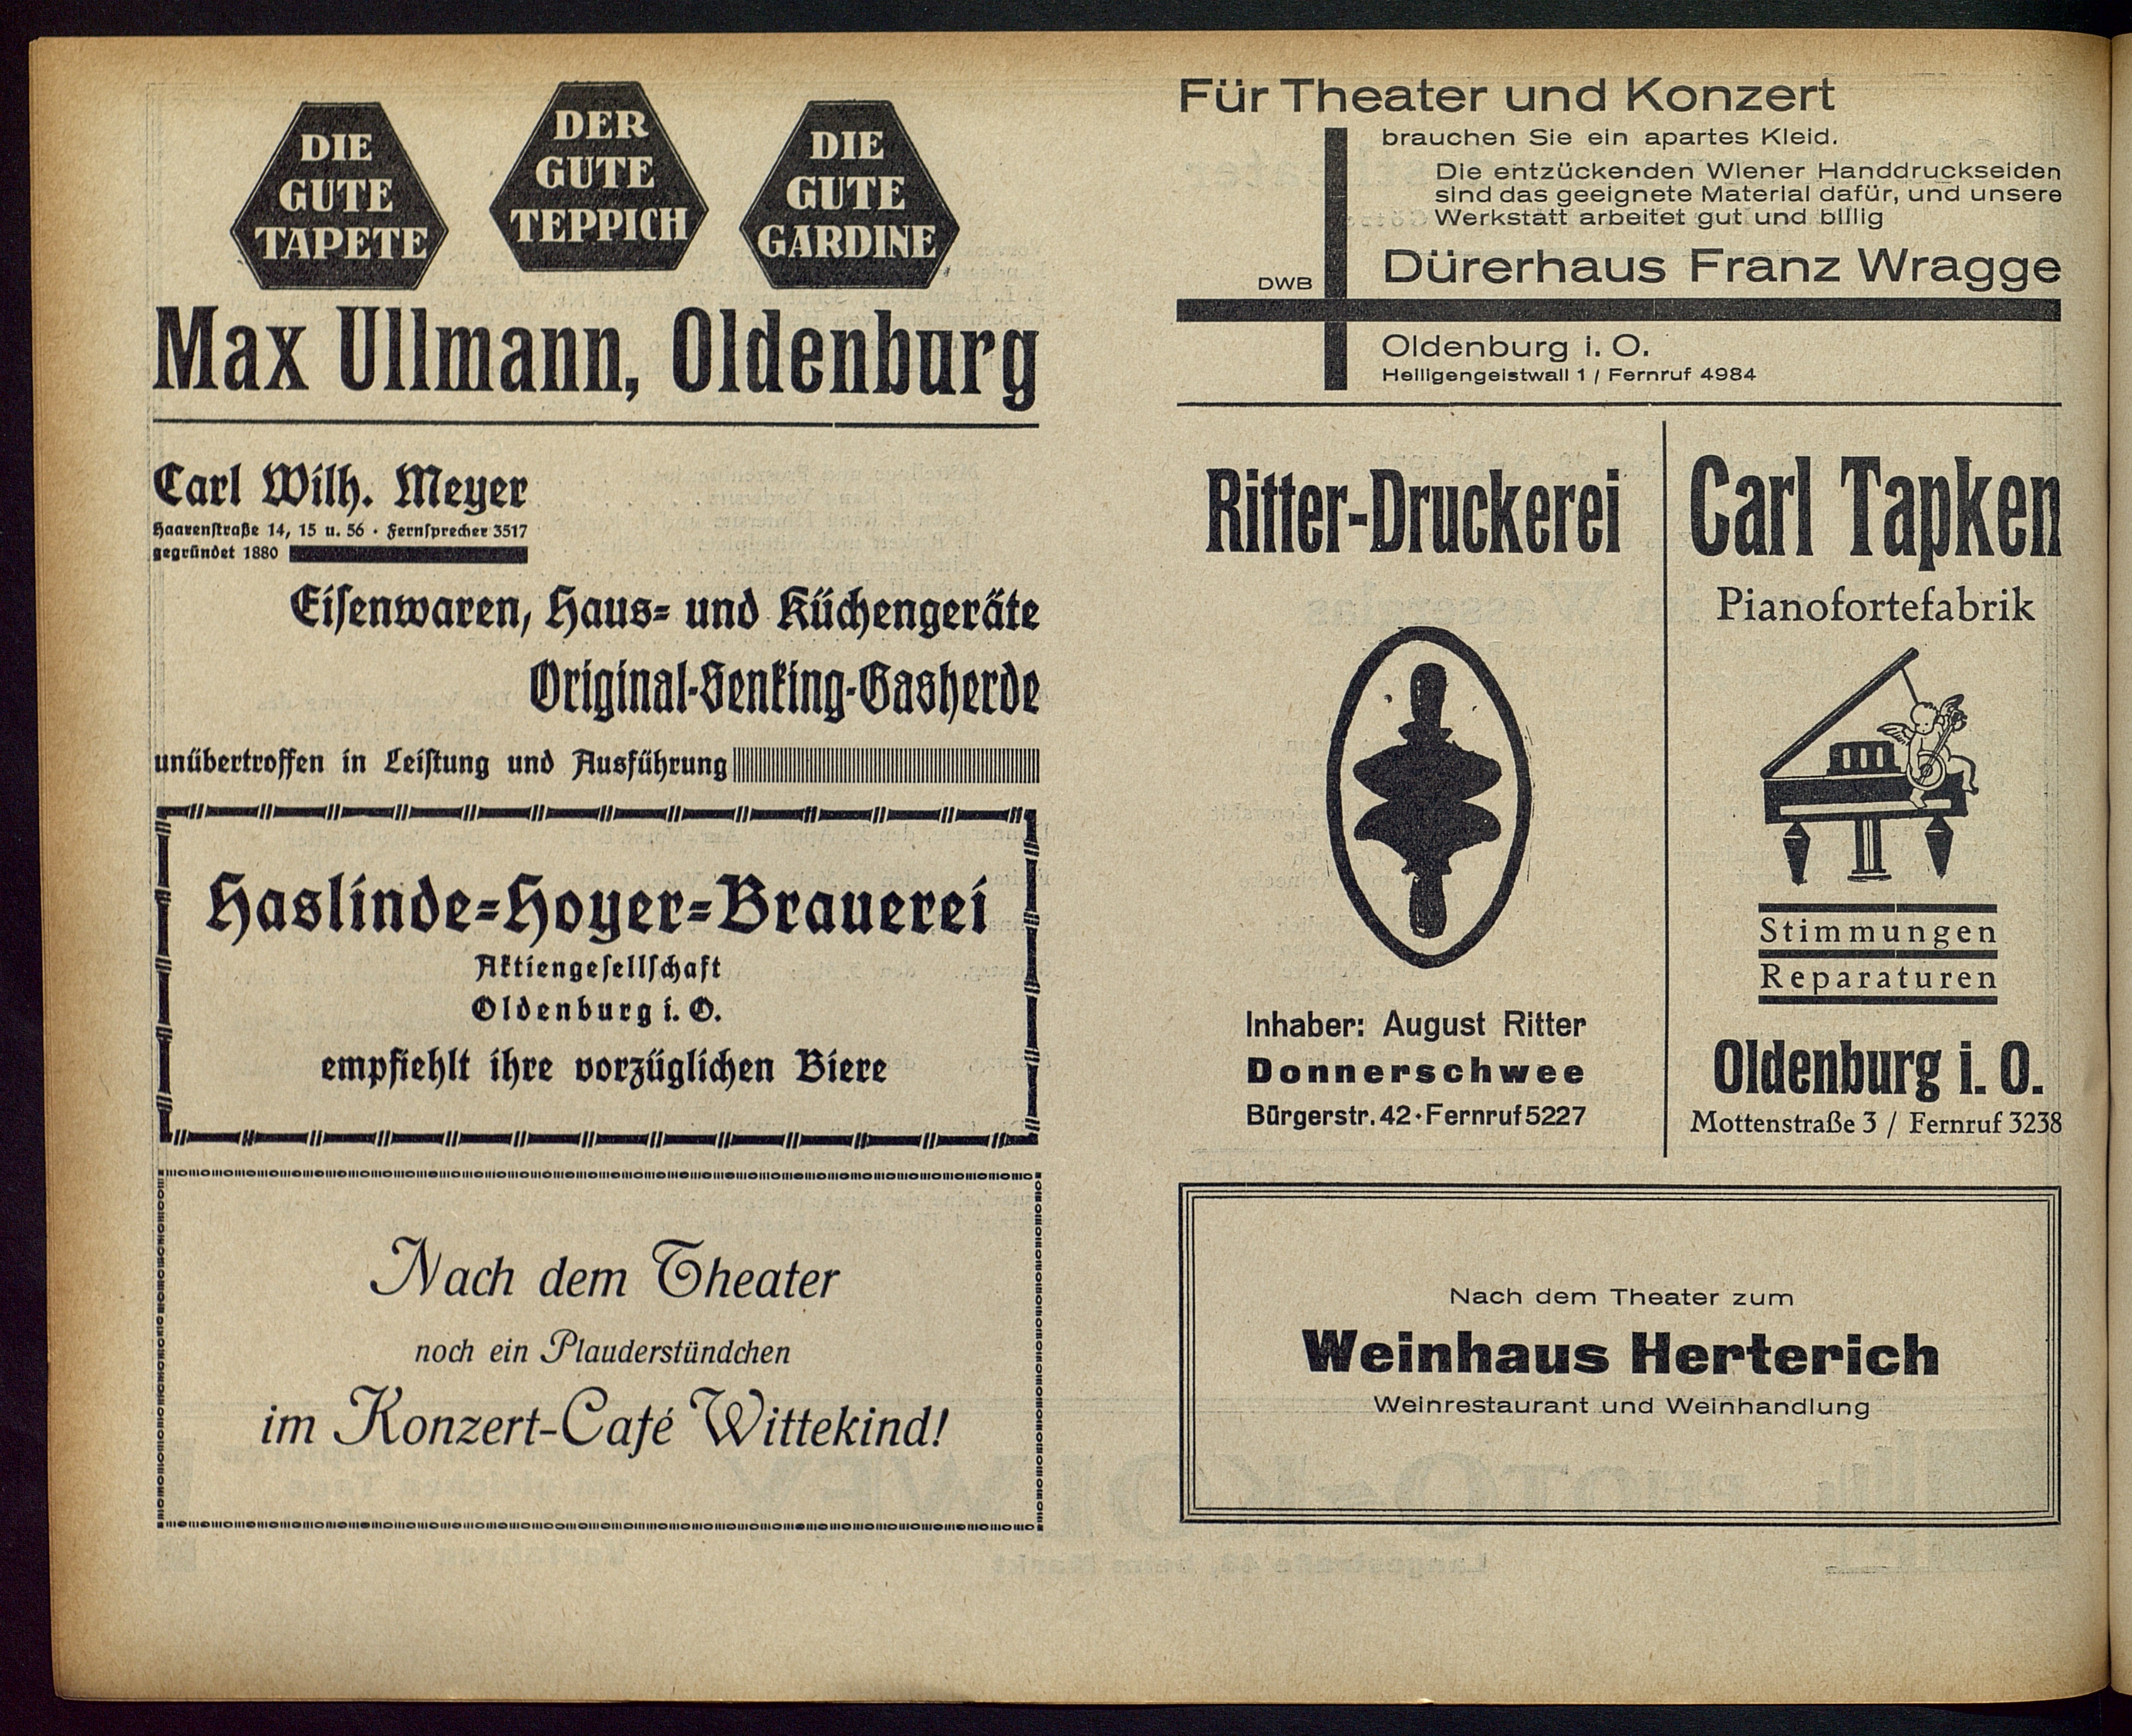 DIE
GUTE
TAPETE
DER
GUTE
TEPPICH
DIE
GUTE
GARDINE
Max Ullmann, Oldenburg
Carl Wilh. Meyer
Haarenſtraße 14, 15 u. 56 · Fernſprecher 3517
gegründet 1880
Eiſenwaren, Haus- und Küchengeräte
Original-Senking-Gasherde
unübertroffen in Leiſtung und Ausführung
Haslinde-Hoyer-Brauerei
Aktiengeſellſchaft
Oldenburg i. O.
empfiehlt ihre vorzüglichen Biere
Nach dem Theater
noch ein Plauderstündchen
im Konzert-Café Wittekind!
Für Theater und Konzert
brauchen Sie ein apartes Kleid.
Die entzückenden Wiener Handdruckseiden
sind das geeignete Material dafür, und unsere
Werkstätt arbeitet gut und billig
DWB
Dürerhaus Franz Wragge
Oldenburg i. O.
Heiligengeistwall 1 / Fernruf 4984
Ritter-Druckerei
Inhaber: August Ritter
Donnerschwee
Bürgerstr. 42 · Fernruf 5227
Carl Tapken
Pianofortefabrik
Stimmungen
Reparaturen
Oldenburg i. O.
Mottenstraße 3 / Fernruf 3238
Nach dem Theater zum
Weinhaus Herterich
Weinrestaurant und Weinhandlung